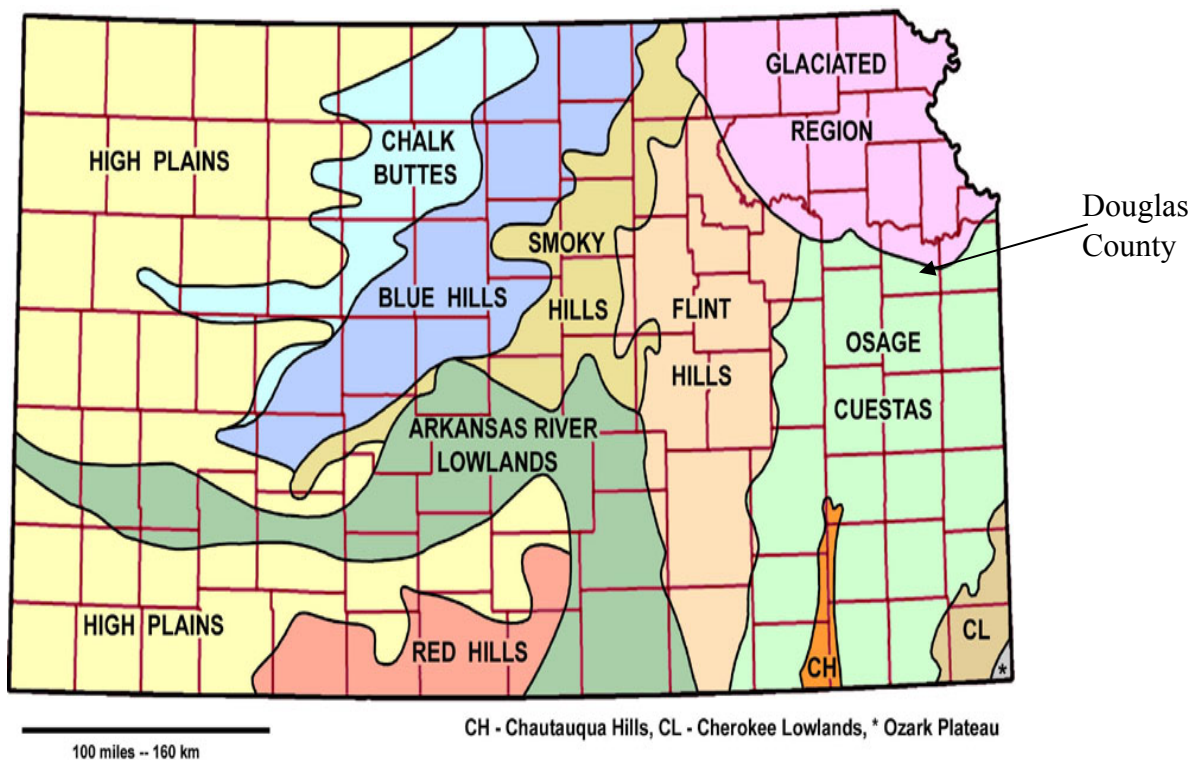 GLACIATED
REGION
HIGH PLAINS
CHALK
BUTTES
Douglas
County
SMOKY
HILLS
BLUE HILLS
FLINT
HILLS
OSAGE
CUESTAS
ARKANSAS RIVER
LOWLANDS
HIGH PLAINS
RED HILLS
CH
CL
*
CH - Chautauqua Hills, CL - Cherokee Lowlands, * Ozark Plateau
100 miles -- 160 km